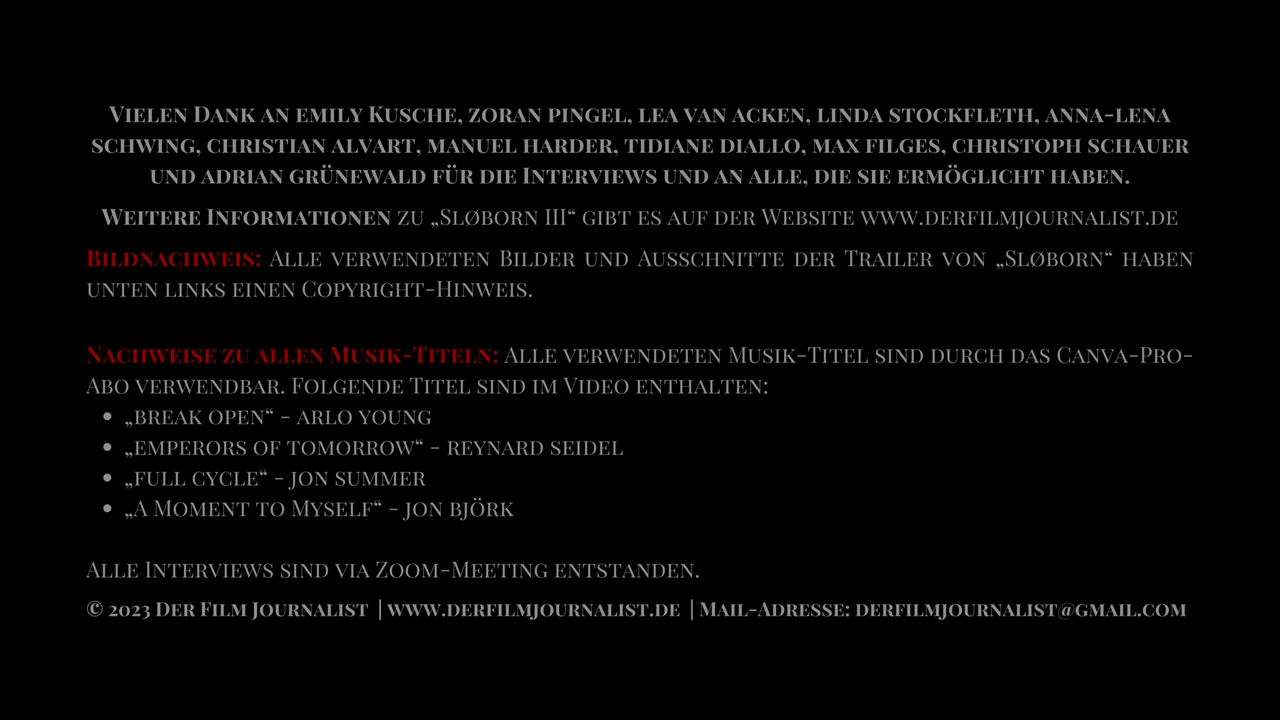 Vielen Dank an emily Kusche, zoran pingel, lea van acken, linda stockfleth, anna-lena
schwing, christian alvart, manuel harder, tidiane diallo, max filges, christoph schauer
und adrian grünewald für die Interviews und an alle, die sie ermöglicht haben.
Weitere Informationen zu „Sløborn III“ gibt es auf der Website www.derfilmjournalist.de
Bildnachweis: Alle verwendeten Bilder und Ausschnitte der Trailer von „Sløborn“ haben
unten links einen Copyright-Hinweis.
Nachweise zu allen Musik-Titeln: Alle verwendeten Musik-Titel sind durch das Canva-Pro-
Abo verwendbar. Folgende Titel sind im Video enthalten:
• „break open“ - arlo young
• „emperors of tomorrow“ - reynard seidel
• „full cycle“ - jon summer
• „A Moment to Myself“ - jon björk
Alle Interviews sind via Zoom-Meeting entstanden.
© 2023 Der Film Journalist | www.derfilmjournalist.de | Mail-Adresse: derfilmjournalist@gmail.com